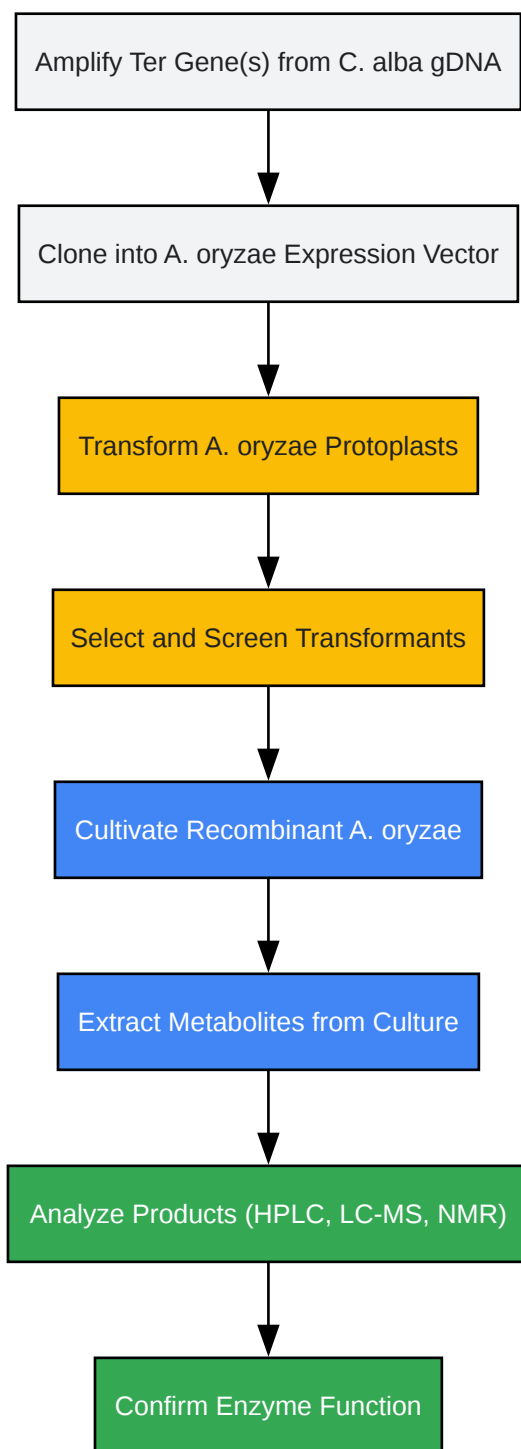 Amplify Ter Gene(s) from C. alba gDNA
Clone into A. oryzae Expression Vector
Transform A. oryzae Protoplasts
Select and Screen Transformants
Cultivate Recombinant A. oryzae
Extract Metabolites from Culture
Analyze Products (HPLC, LC-MS, NMR)
Confirm Enzyme Function